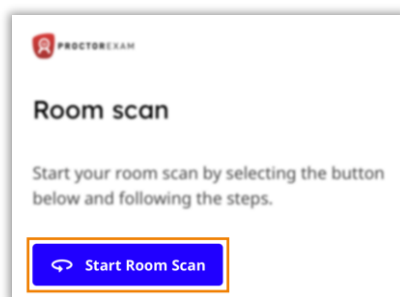 PROCTOREXAM
Room scan
Start your room scan by selecting the button
below and following the steps.
Start Room Scan